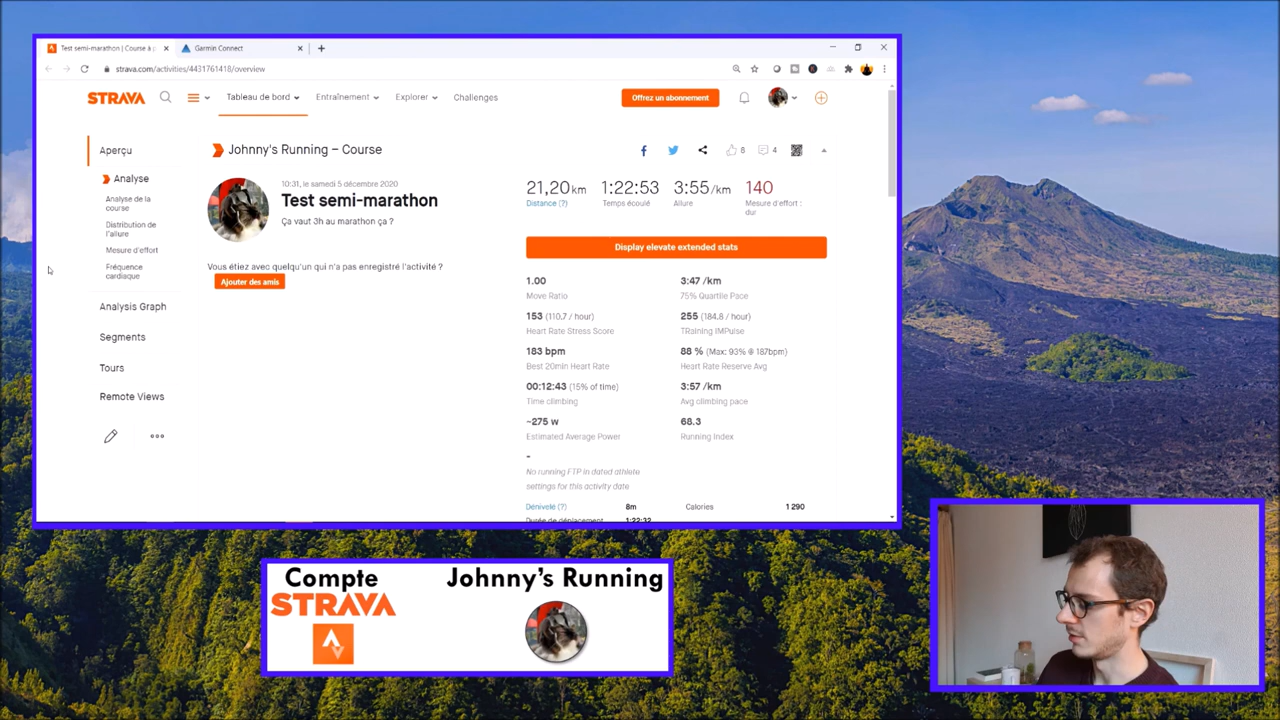 Test semi-marathon | Course à p
Garmin Connect
strava.com/activities/4431761418/overview
STRAVA
Tableau de bord
Entraînement
Explorer
Challenges
Offrez un abonnement
Aperçu
Analyse
Analyse de la
course
Distribution de
l'allure
Mesure d'effort
Fréquence
cardiaque
Analysis Graph
Segments
Tours
Remote Views
Johnny's Running – Course
6
4
10:31, le samedi 5 décembre 2020
Test semi-marathon
Ça vaut 3h au marathon ça ?
Vous étiez avec quelqu'un qui n'a pas enregistré l'activité ?
Ajouter des amis
21,20 km
Distance (?)
1:22:53
Temps écoulé
3:55 /km
Allure
140
Mesure d'effort :
dur
Display elevate extended stats
1.00
Move Ratio
3:47 /km
75% Quartile Pace
153 (110,7 / hour)
Heart Rate Stress Score
255 (184,8 / hour)
TRaining IMPulse
183 bpm
Best 20min Heart Rate
88 % (Max: 93% @ 187bpm)
Heart Rate Reserve Avg
00:12:43 (15% of time)
Time climbing
3:57 /km
Avg climbing pace
~275 w
Estimated Average Power
68.3
Running Index
-
No running FTP in dated athlete
settings for this activity date
Dénivelé (?)
8m
Calories
1 290
Durée de déplacement
1:22:32
Compte
STRAVA
Johnny's Running